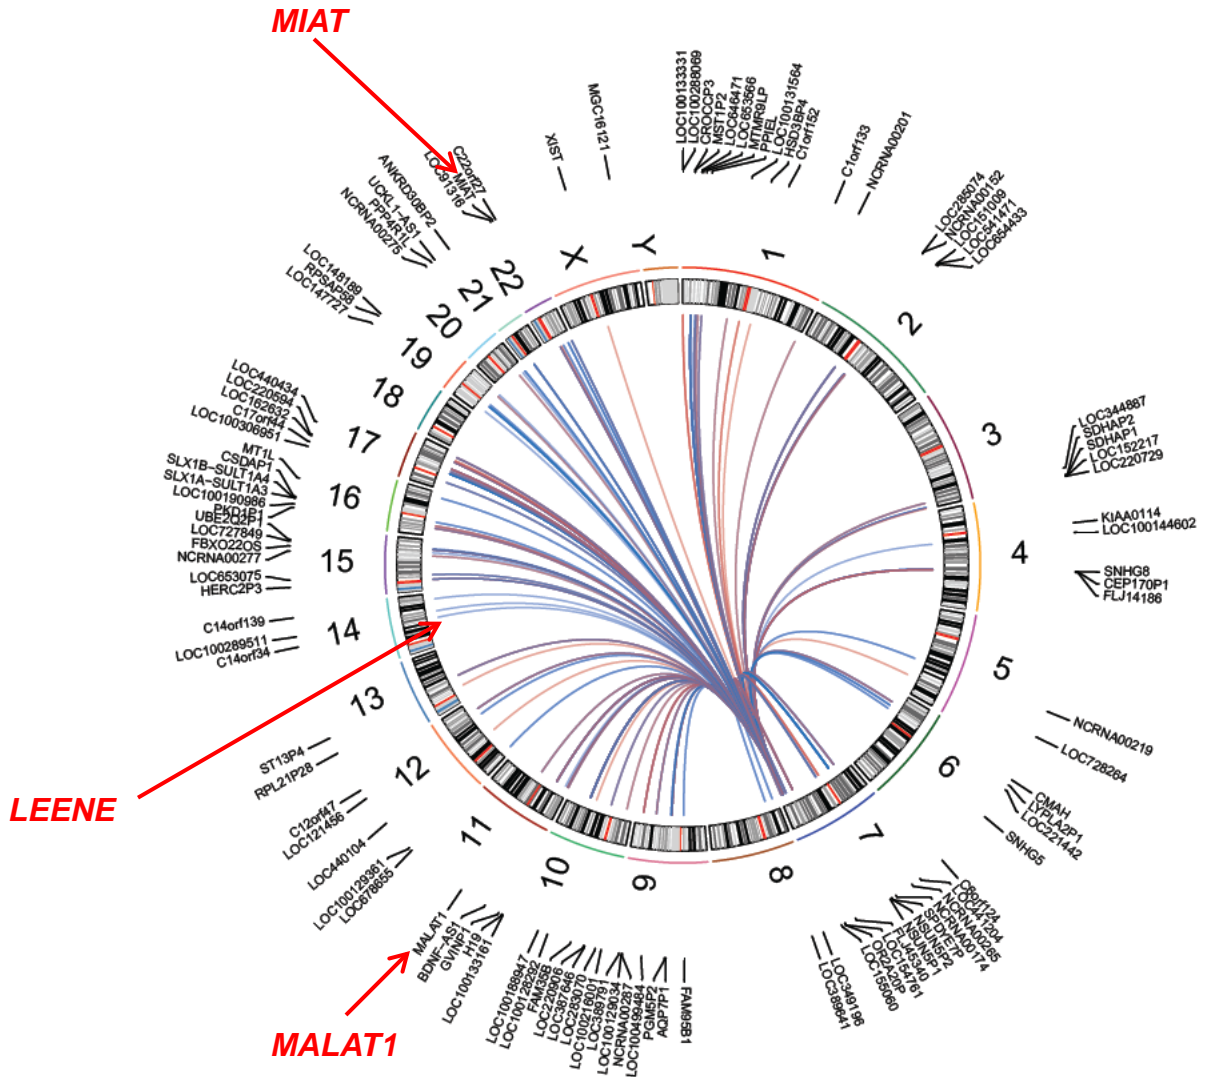 MIAT
LOC100133331
LOC100288069
CROCCP3
MST1P2
LOC646471
LOC653566
MTMR9LP
PPIEL
LOC100131564
HSD3BP4
C1orf152
C1orf133
NCRNA00201
LOC285074
NCRNA00152
LOC151009
LOC541471
LOC654433
LOC344887
SDHAP2
SDHAP1
LOC152217
LOC220729
KIAA0114
LOC100144602
SNHG8
CEP170P1
FLJ14186
NCRNA00219
LOC728264
CMAH
LYPLA2P1
LOC221442
SNHG5
C6orf124
LOC441204
NCRNA00265
NCRNA00174
SPDYE7P
NSUN5P2
NSUN5P1
FLJ45340
LOC154761
OR2A20P
LOC155060
LOC349196
LOC389641
FAM95B1
AQP7P1
PGM5P2
LOC100499484
NCRNA00287
LOC100129034
LOC389791
LOC100216001
LOC283070
LOC387646
LOC220906
FAM35B
LOC100128292
LOC100188947
LOC100133161
H19
GVINP1
BDNF-AS1
MALAT1
LOC678655
LOC100129361
LOC440104
LOC121456
C12orf47
RPL21P28
ST13P4
C14orf34
LOC100289511
C14orf139
HERC2P3
LOC653075
NCRNA00277
FBXO22OS
LOC727849
UBE2Q2P1
PKD1P1
LOC100190986
SLX1A-SULT1A3
SLX1B-SULT1A4
CSDAP1
MT1L
LOC100306951
C17orf44
LOC162632
LOC220594
LOC440434
LOC147727
RPSAP58
LOC148189
NCRNA00275
PPP4R1L
UCKL1-AS1
ANKRD30BP2
LOC91316
MIAT
C22orf27
XIST
MGC16121
1
2
3
4
5
6
7
8
9
10
11
12
13
14
15
16
17
18
19
20
21
22
X
Y
LEENE
MALAT1